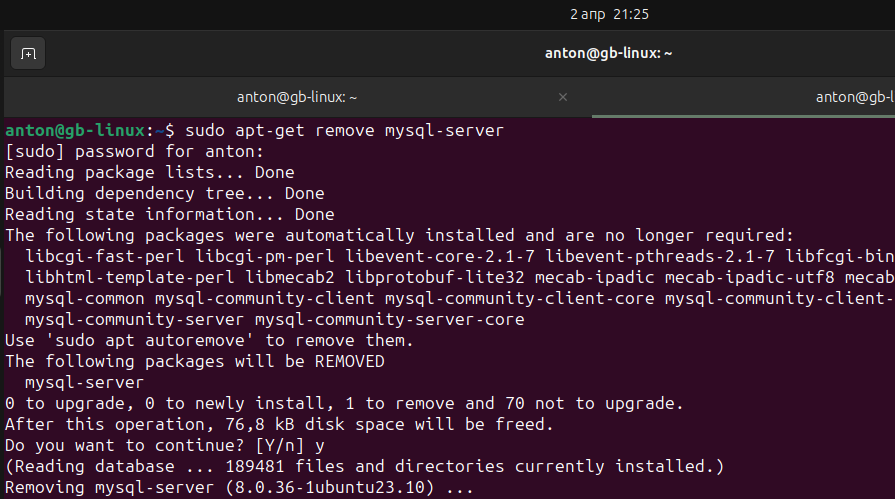 2 апр 21:25
anton@gb-linux: ~
anton@gb-linux: ~ × anton@gb-l
anton@gb-linux:~$ sudo apt-get remove mysql-server
[sudo] password for anton:
Reading package lists... Done
Building dependency tree... Done
Reading state information... Done
The following packages were automatically installed and are no longer required:
libcgi-fast-perl libcgi-pm-perl libevent-core-2.1-7 libevent-pthreads-2.1-7 libfcgi-bin
libhtml-template-perl libmecab2 libprotobuf-lite32 mecab-ipadic mecab-ipadic-utf8 mecab
mysql-common mysql-community-client mysql-community-client-core mysql-community-client-
mysql-community-server mysql-community-server-core
Use 'sudo apt autoremove' to remove them.
The following packages will be REMOVED
mysql-server
0 to upgrade, 0 to newly install, 1 to remove and 70 not to upgrade.
After this operation, 76,8 kB disk space will be freed.
Do you want to continue? [Y/n] y
(Reading database ... 189481 files and directories currently installed.)
Removing mysql-server (8.0.36-1ubuntu23.10) ...